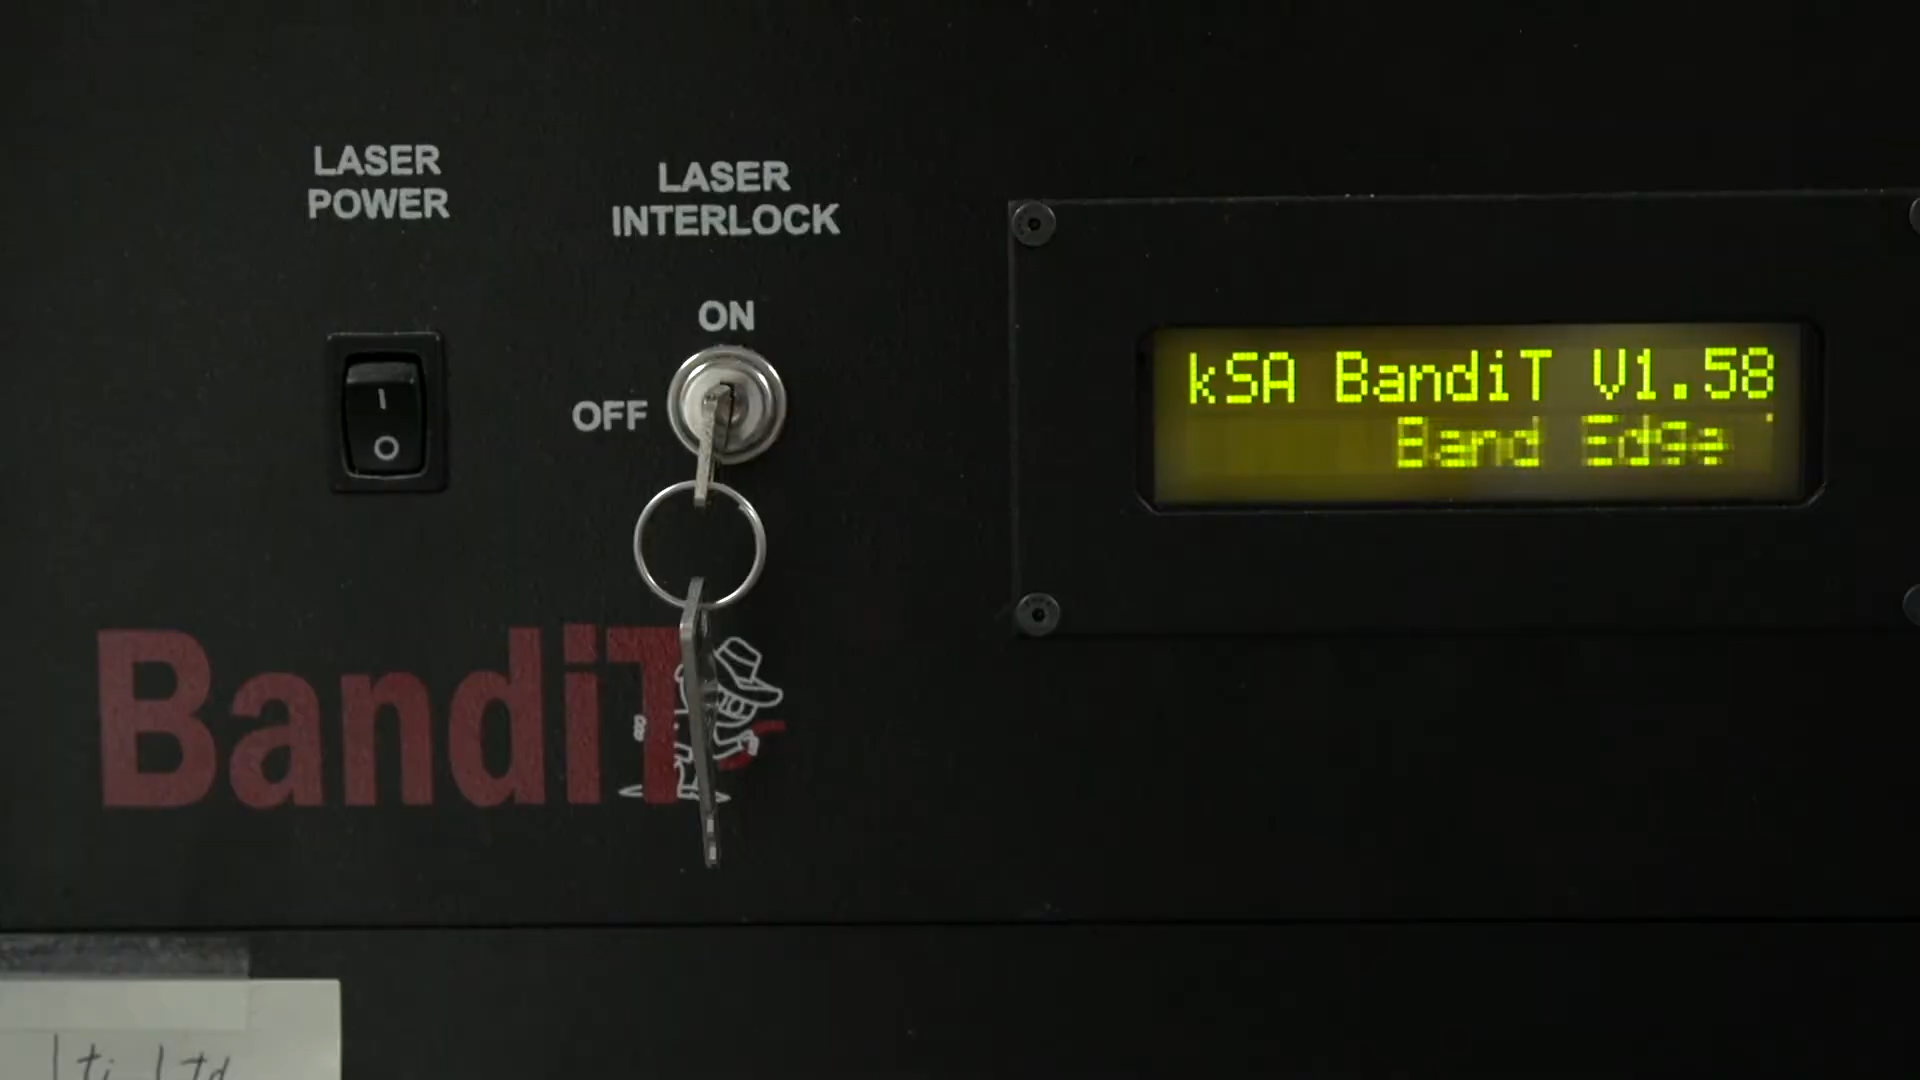 LASER
POWER
LASER
INTERLOCK
ON
OFF
I
O
kSA BandiT V1.58
Band Edge
BandiT